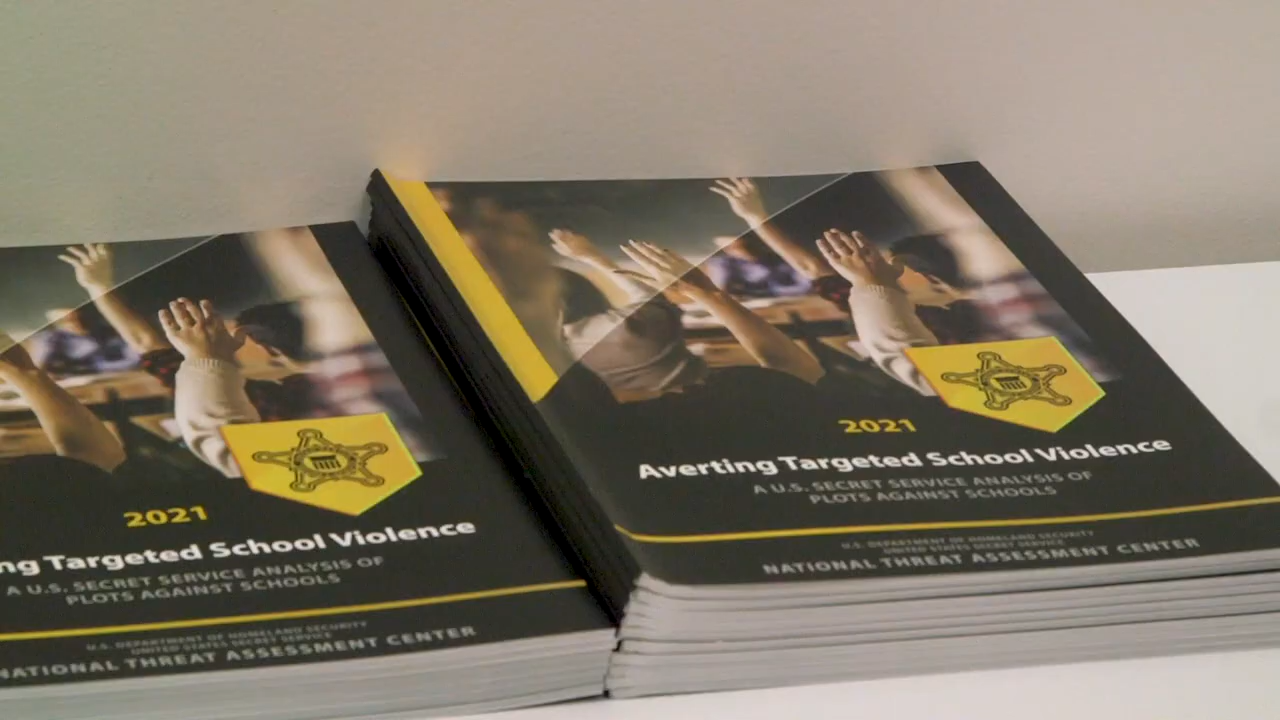 2021
ng Targeted School Violence
A U.S. SECRET SERVICE ANALYSIS OF
PLOTS AGAINST SCHOOLS
U.S. DEPARTMENT OF HOMELAND SECURITY
UNITED STATES SECRET SERVICE
NATIONAL THREAT ASSESSMENT CENTER
2021
Averting Targeted School Violence
A U.S. SECRET SERVICE ANALYSIS OF
PLOTS AGAINST SCHOOLS
U.S. DEPARTMENT OF HOMELAND SECURITY
UNITED STATES SECRET SERVICE
NATIONAL THREAT ASSESSMENT CENTER